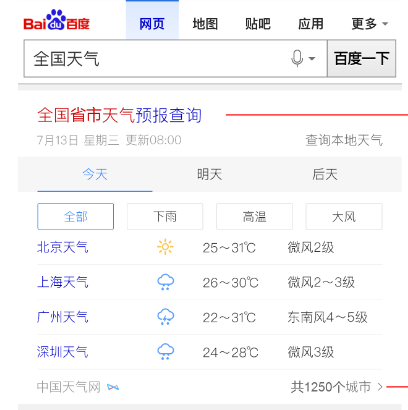 Bai du 百度 网页 地图 贴吧 应用 更多
全国天气 百度一下
全国省市天气预报查询
7月13日 星期三 更新08:00 查询本地天气
今天 明天 后天
全部 下雨 高温 大风
北京天气 25～31℃ 微风2级
上海天气 26～30℃ 微风2～3级
广州天气 22～31℃ 东南风4～5级
深圳天气 24～28℃ 微风3级
中国天气网 共1250个城市 >